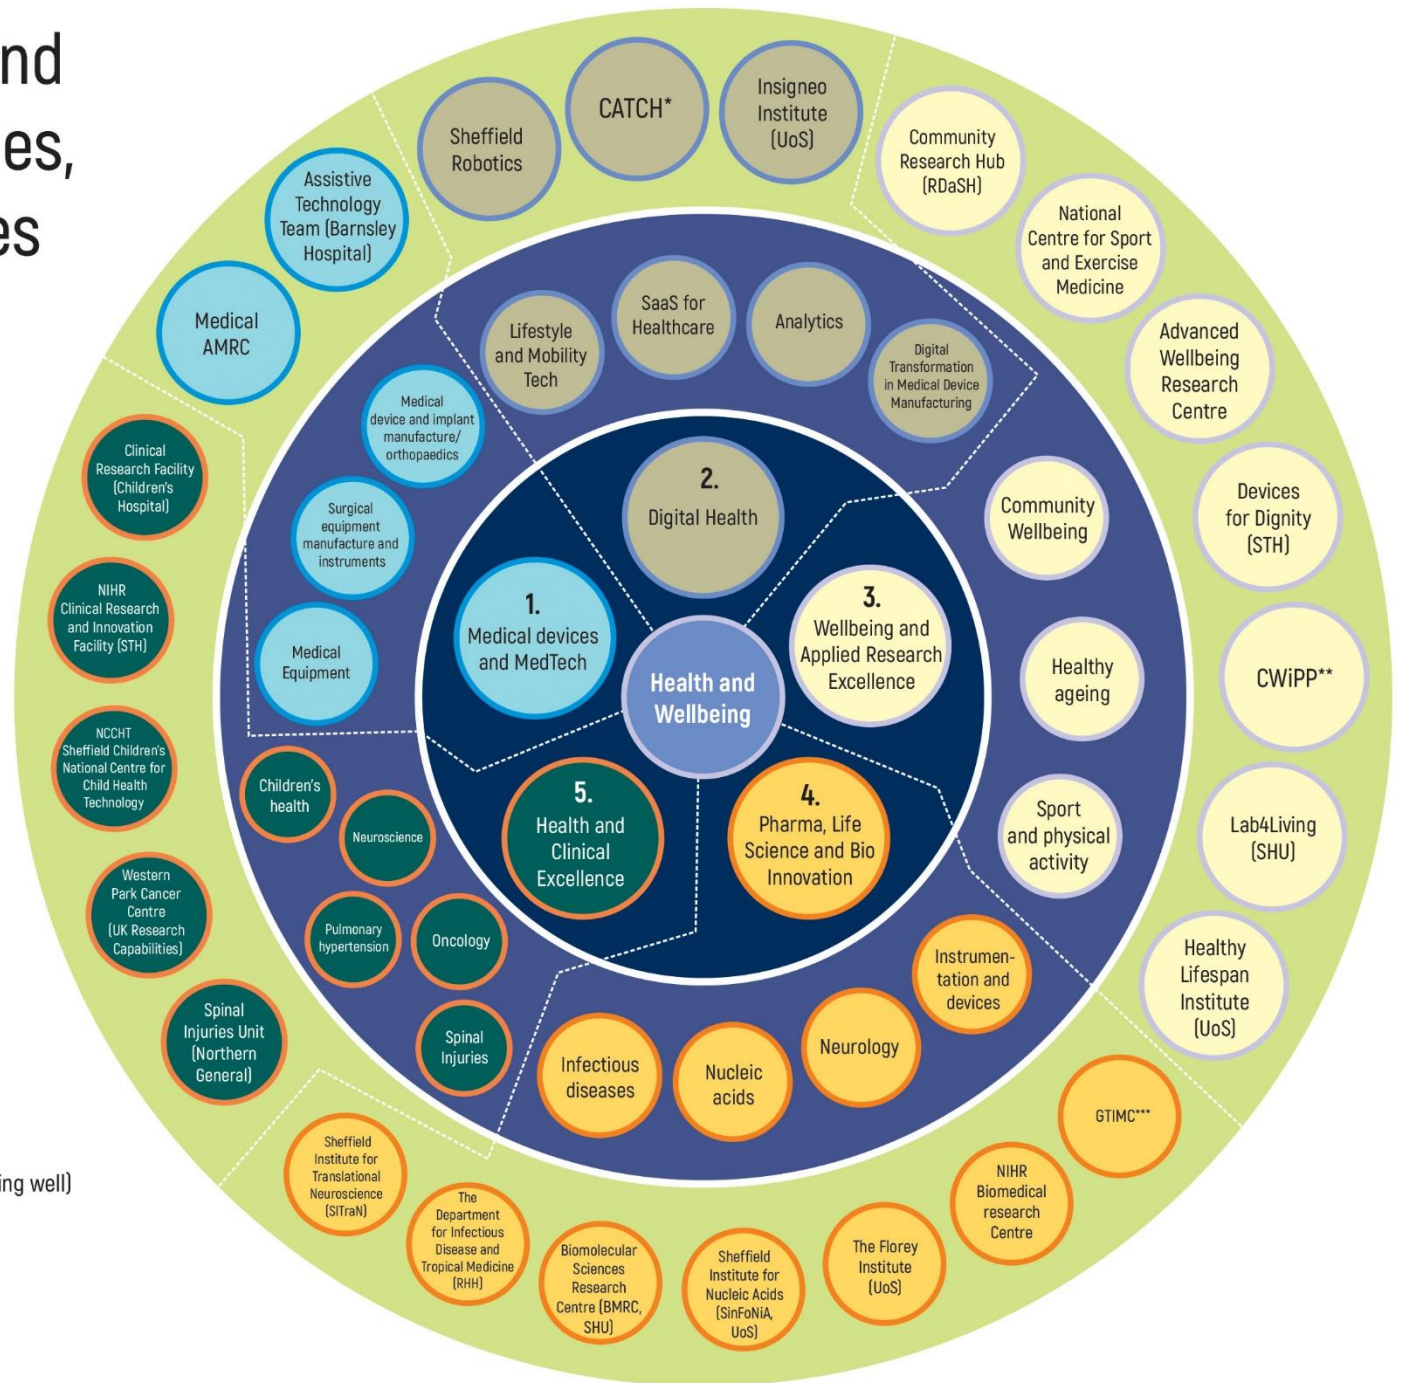 nd
es,
es
Sheffield
Robotics
CATCH*
Insigneo
Institute
(UoS)
Community
Research Hub
(RDaSH)
National
Centre for Sport
and Exercise
Medicine
Advanced
Wellbeing
Research
Centre
Devices
for Dignity
(STH)
CWiPP**
Lab4Living
(SHU)
Healthy
Lifespan
Institute
(UoS)
GTIMC***
NIHR
Biomedical
research
Centre
The Florey
Institute
(UoS)
Sheffield
Institute for
Nucleic Acids
(SinFoNiA,
UoS)
Biomolecular
Sciences
Research
Centre (BMRC,
SHU)
The
Department
for Infectious
Disease and
Tropical Medicine
(RHH)
Sheffield
Institute for
Translational
Neuroscience
(SITraN)
Spinal
Injuries Unit
(Northern
General)
Western
Park Cancer
Centre
(UK Research
Capabilities)
NCCHT
Sheffield Children's
National Centre for
Child Health
Technology
NIHR
Clinical Research
and Innovation
Facility (STH)
Clinical
Research Facility
(Children's
Hospital)
Medical
AMRC
Assistive
Technology
Team (Barnsley
Hospital)
Lifestyle
and Mobility
Tech
SaaS for
Healthcare
Analytics
Digital
Transformation
in Medical Device
Manufacturing
Community
Wellbeing
Healthy
ageing
Sport
and physical
activity
Instrumen-
tation and
devices
Neurology
Nucleic
acids
Infectious
diseases
Spinal
Injuries
Oncology
Pulmonary
hypertension
Neuroscience
Children's
health
Medical
Equipment
Surgical
equipment
manufacture and
instruments
Medical
device and implant
manufacture/
orthopaedics
1.
Medical devices
and MedTech
2.
Digital Health
3.
Wellbeing and
Applied Research
Excellence
4.
Pharma, Life
Science and Bio
Innovation
5.
Health and
Clinical
Excellence
Health and
Wellbeing
ing well)